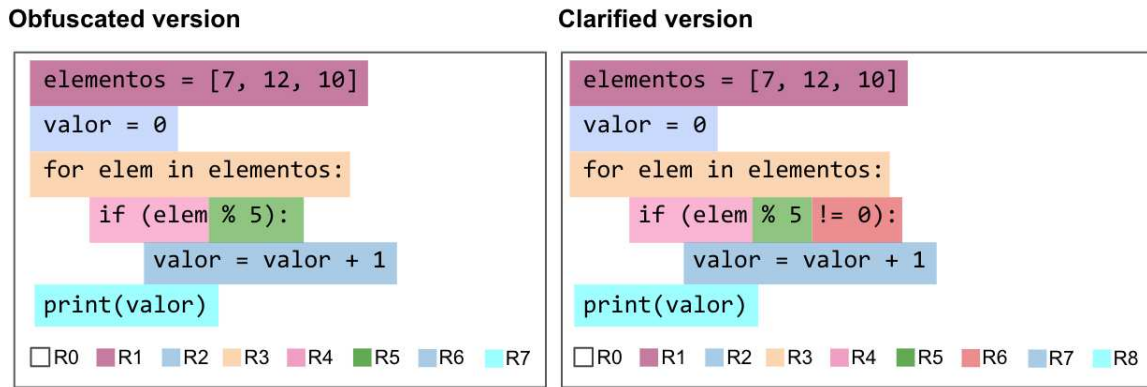 Obfuscated version
elementos = [7, 12, 10]
valor = 0
for elem in elementos:
if (elem % 5):
valor = valor + 1
print(valor)
R0 R1 R2 R3 R4 R5 R6 R7
Clarified version
elementos = [7, 12, 10]
valor = 0
for elem in elementos:
if (elem % 5 != 0):
valor = valor + 1
print(valor)
R0 R1 R2 R3 R4 R5 R6 R7 R8